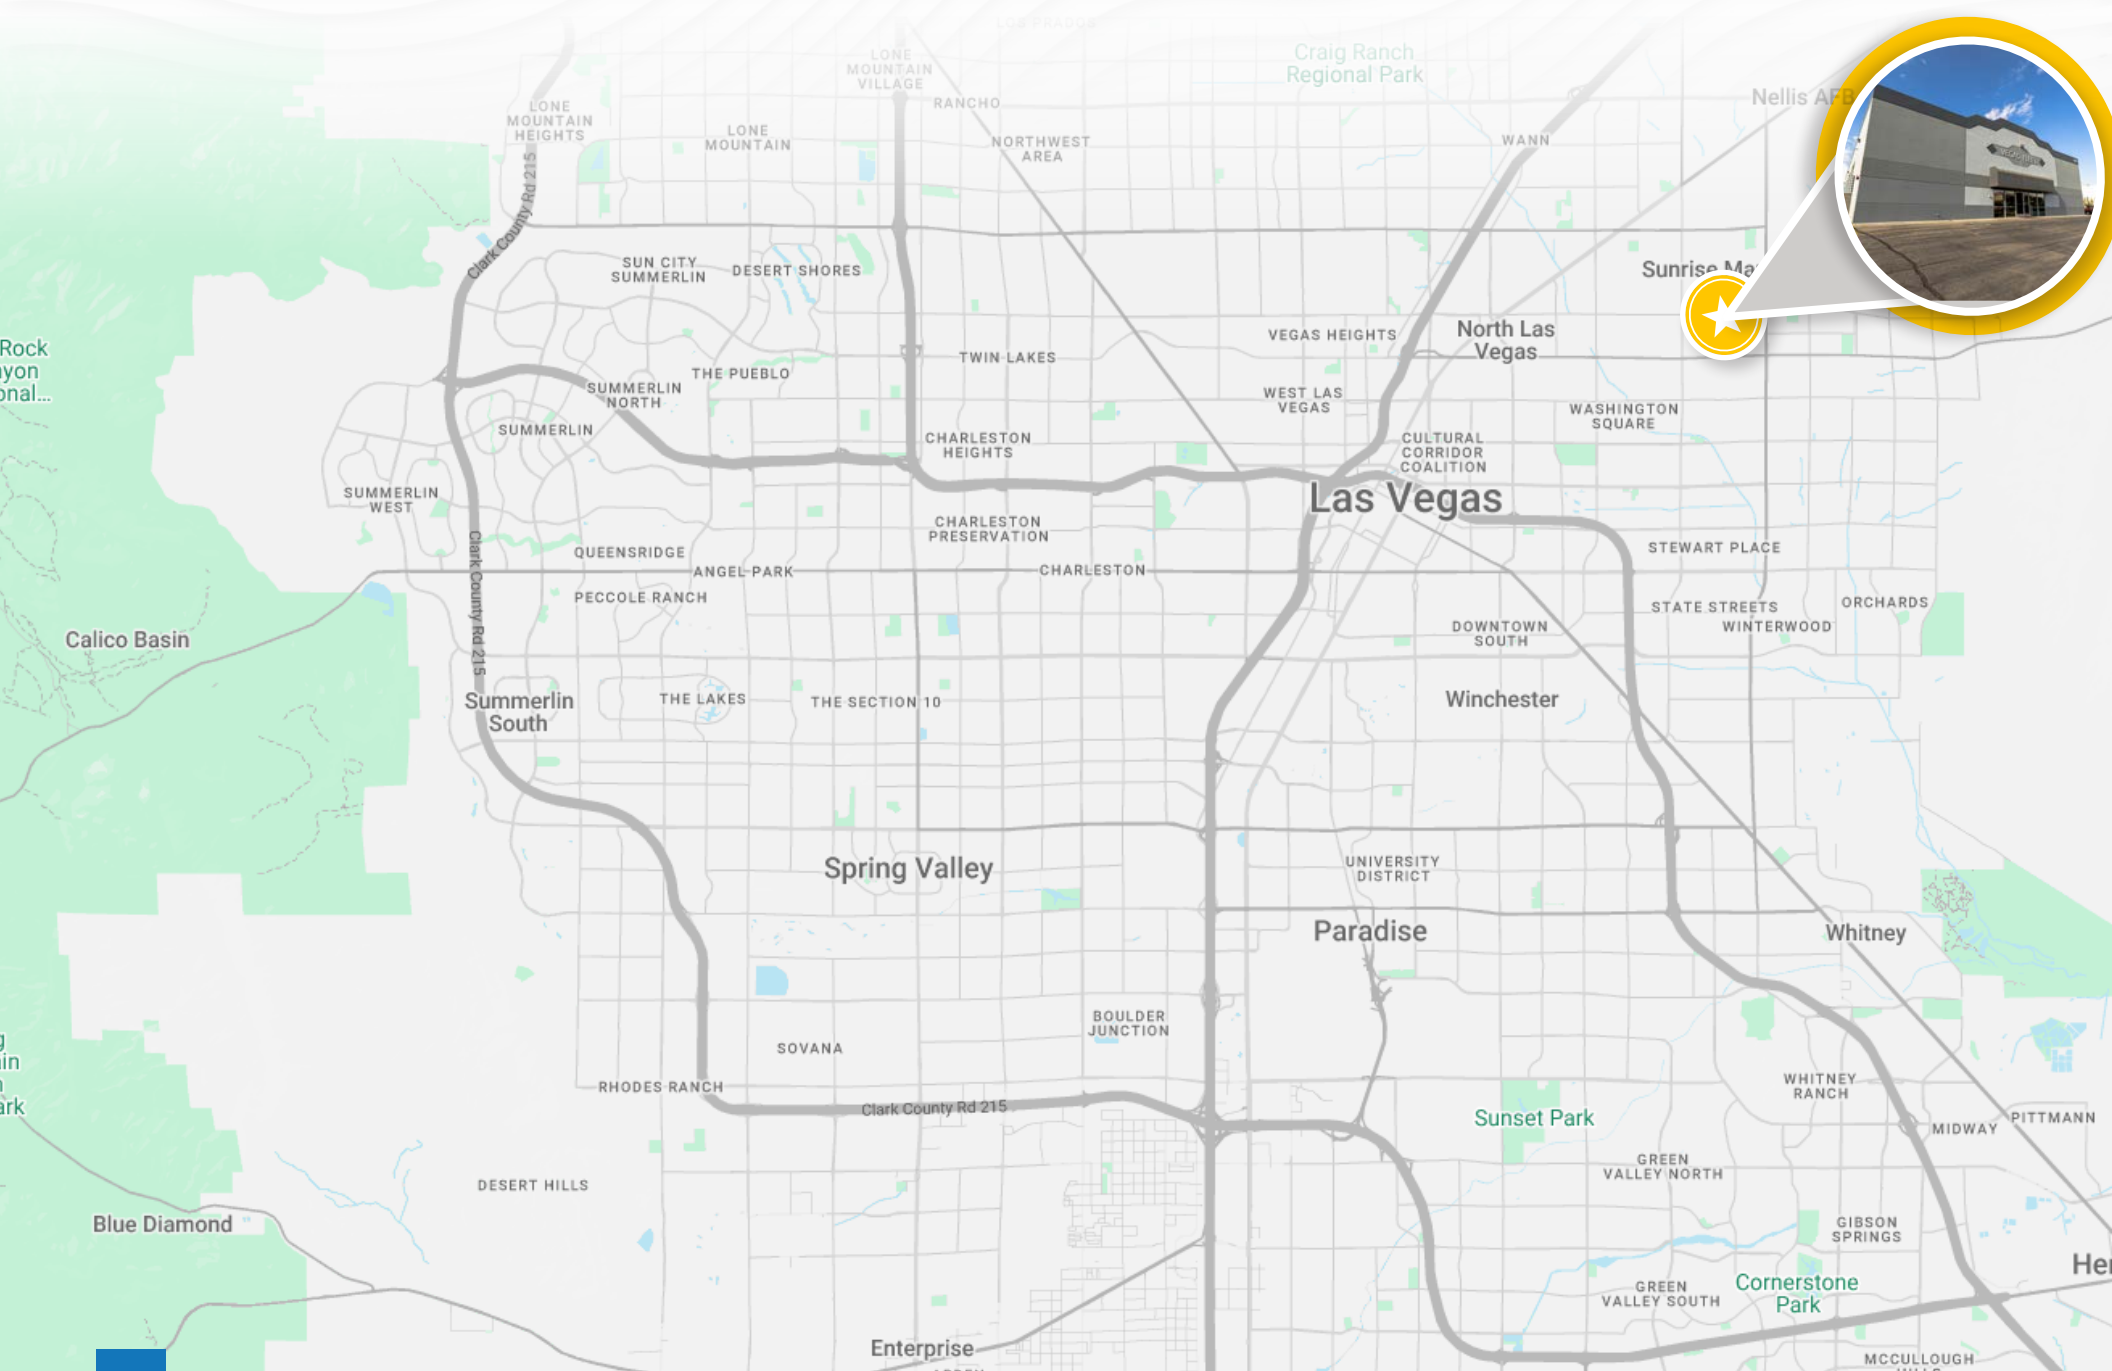 LOS PRADOS
Craig Ranch
Regional Park
LONE
MOUNTAIN
VILLAGE
Nellis AFB
RANCHO
LONE
MOUNTAIN
HEIGHTS
LONE
MOUNTAIN
NORTHWEST
AREA
WANN
Clark County Rd 215
SUN CITY
SUMMERLIN
DESERT SHORES
Sunrise Ma
VEGAS HEIGHTS
North Las
Vegas
Rock
yon
onal...
TWIN LAKES
THE PUEBLO
SUMMERLIN
NORTH
WEST LAS
VEGAS
WASHINGTON
SQUARE
SUMMERLIN
CHARLESTON
HEIGHTS
CULTURAL
CORRIDOR
COALITION
SUMMERLIN
WEST
Las Vegas
CHARLESTON
PRESERVATION
QUEENSRIDGE
STEWART PLACE
ANGEL PARK
CHARLESTON
Clark County Rd 215
PECCOLE RANCH
STATE STREETS
ORCHARDS
WINTERWOOD
DOWNTOWN
SOUTH
Calico Basin
Summerlin
South
THE LAKES
THE SECTION 10
Winchester
Spring Valley
UNIVERSITY
DISTRICT
Paradise
Whitney
BOULDER
JUNCTION
SOVANA
g
in
n
ark
RHODES RANCH
WHITNEY
RANCH
Clark County Rd 215
Sunset Park
MIDWAY
PITTMANN
GREEN
VALLEY NORTH
DESERT HILLS
Blue Diamond
GIBSON
SPRINGS
Her
GREEN
VALLEY SOUTH
Cornerstone
Park
Enterprise
MCCULLOUGH